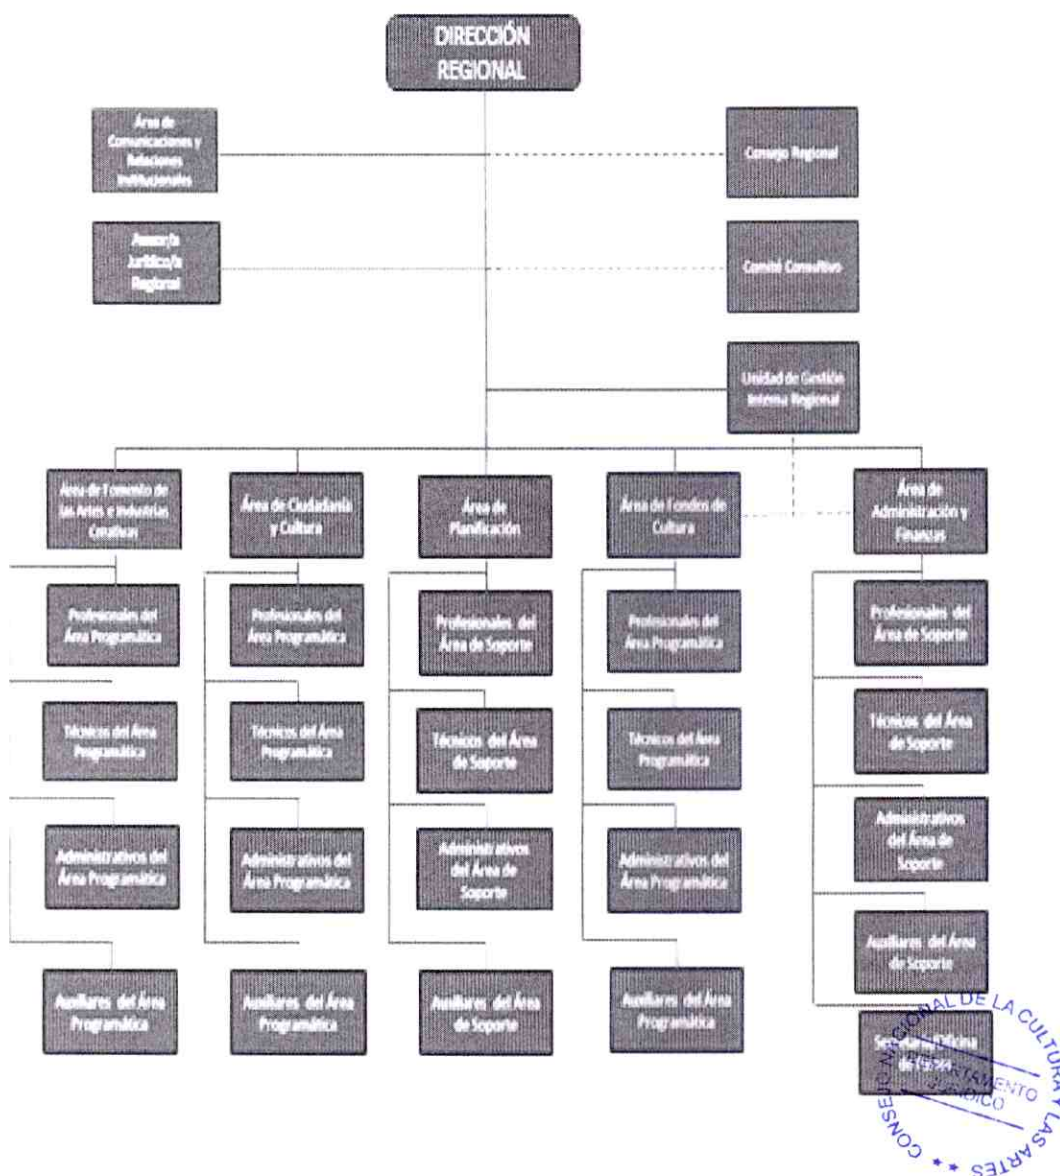 DIRECCIÓN
REGIONAL
Área de
Comunicaciones y
Relaciones
Institucionales
Consejo Regional
Asesor/a
Jurídico/a
Regional
Comité Consultivo
Unidad de Gestión
Interna Regional
Área de Fomento de
las Artes e Industrias
Creativas
Área de Ciudadanía
y Cultura
Área de
Planificación
Área de Fondos de
Cultura
Área de
Administración y
Finanzas
Profesionales del
Área Programática
Profesionales del
Área Programática
Profesionales del
Área de Soporte
Profesionales del
Área Programática
Profesionales del
Área de Soporte
Técnicos del Área
Programática
Técnicos del Área
Programática
Técnicos del Área
de Soporte
Técnicos del Área
Programática
Técnicos del Área
de Soporte
Administrativos del
Área Programática
Administrativos del
Área Programática
Administrativos
del Área de
Soporte
Administrativos del
Área Programática
Administrativos
del Área de
Soporte
Auxiliares del Área
Programática
Auxiliares del Área
Programática
Auxiliares del Área
de Soporte
Auxiliares del Área
Programática
Auxiliares del Área
de Soporte
Oficina
de
CONSEJO NACIONAL DE LA CULTURA Y LAS ARTES
DEPARTAMENTO
JURÍDICO